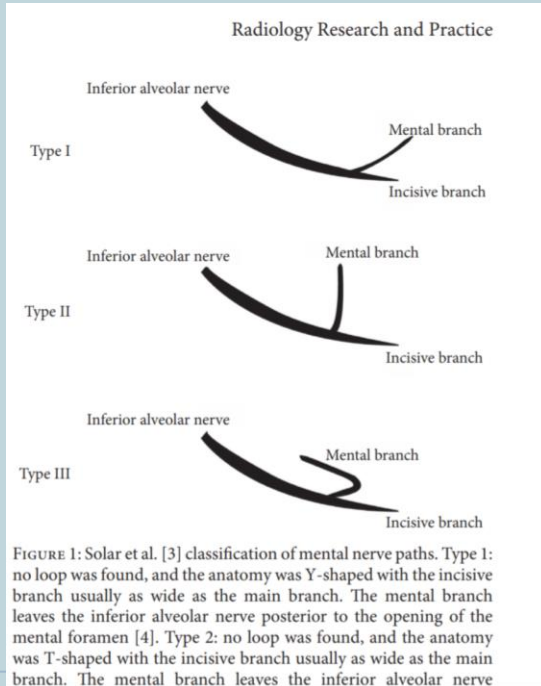 Radiology Research and Practice
Inferior alveolar nerve
Mental branch
Type I
Incisive branch
Inferior alveolar nerve
Mental branch
Type II
Incisive branch
Inferior alveolar nerve
Mental branch
Type III
Incisive branch
FIGURE 1: Solar et al. [3] classification of mental nerve paths. Type 1:
no loop was found, and the anatomy was Y-shaped with the incisive
branch usually as wide as the main branch. The mental branch
leaves the inferior alveolar nerve posterior to the opening of the
mental foramen [4]. Type 2: no loop was found, and the anatomy
was T-shaped with the incisive branch usually as wide as the main
branch. The mental branch leaves the inferior alveolar nerve